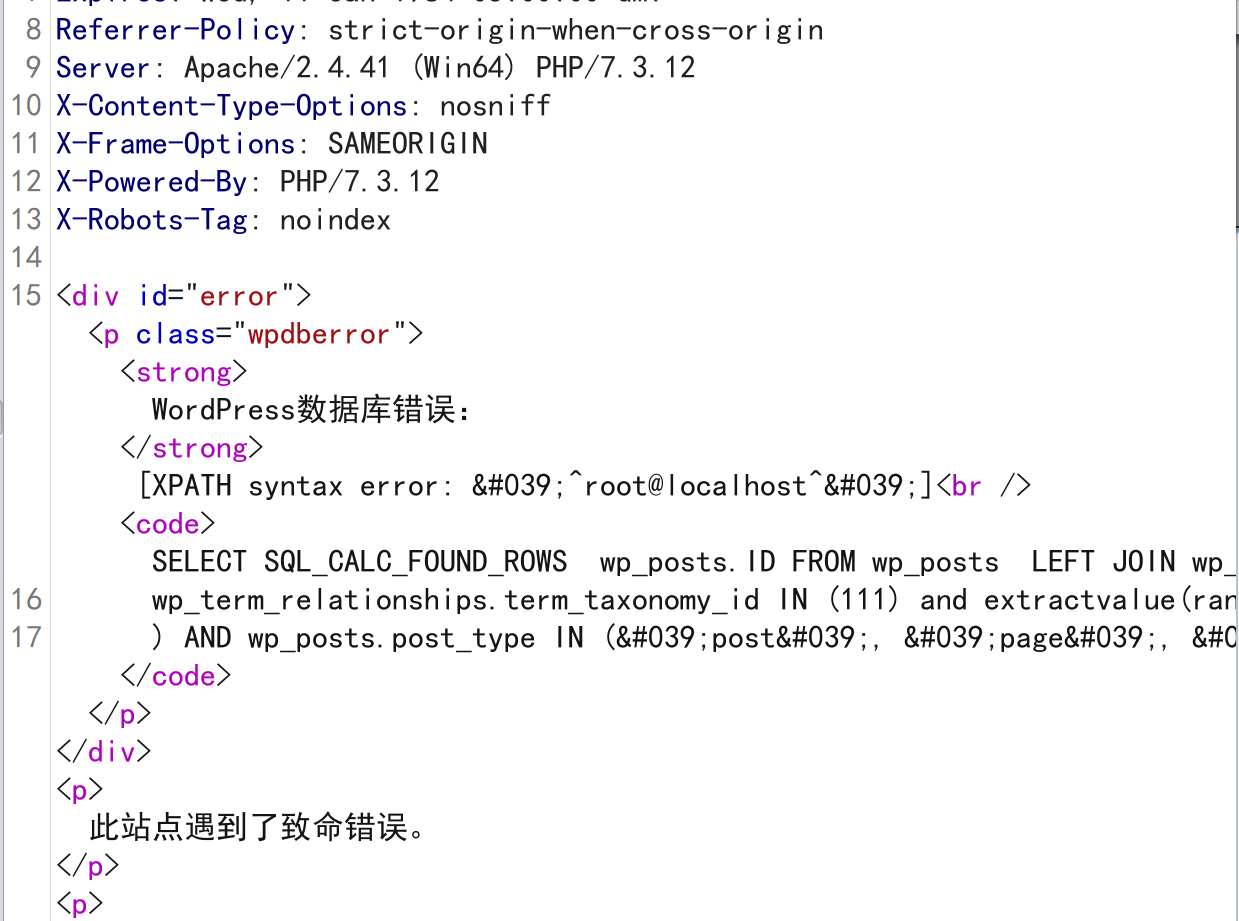 8 Referrer-Policy: strict-origin-when-cross-origin
9 Server: Apache/2.4.41 (Win64) PHP/7.3.12
10 X-Content-Type-Options: nosniff
11 X-Frame-Options: SAMEORIGIN
12 X-Powered-By: PHP/7.3.12
13 X-Robots-Tag: noindex
14
15 <div id="error">
<p class="wpdberror">
<strong>
WordPress数据库错误：
</strong>
[XPATH syntax error: &#039;^root@localhost^&#039;]<br />
<code>
SELECT SQL_CALC_FOUND_ROWS  wp_posts.ID FROM wp_posts  LEFT JOIN wp_
16 wp_term_relationships.term_taxonomy_id IN (111) and extractvalue(ran
17 ) AND wp_posts.post_type IN (&#039;post&#039;, &#039;page&#039;, &#0
</code>
</p>
</div>
<p>
此站点遇到了致命错误。
</p>
<p>